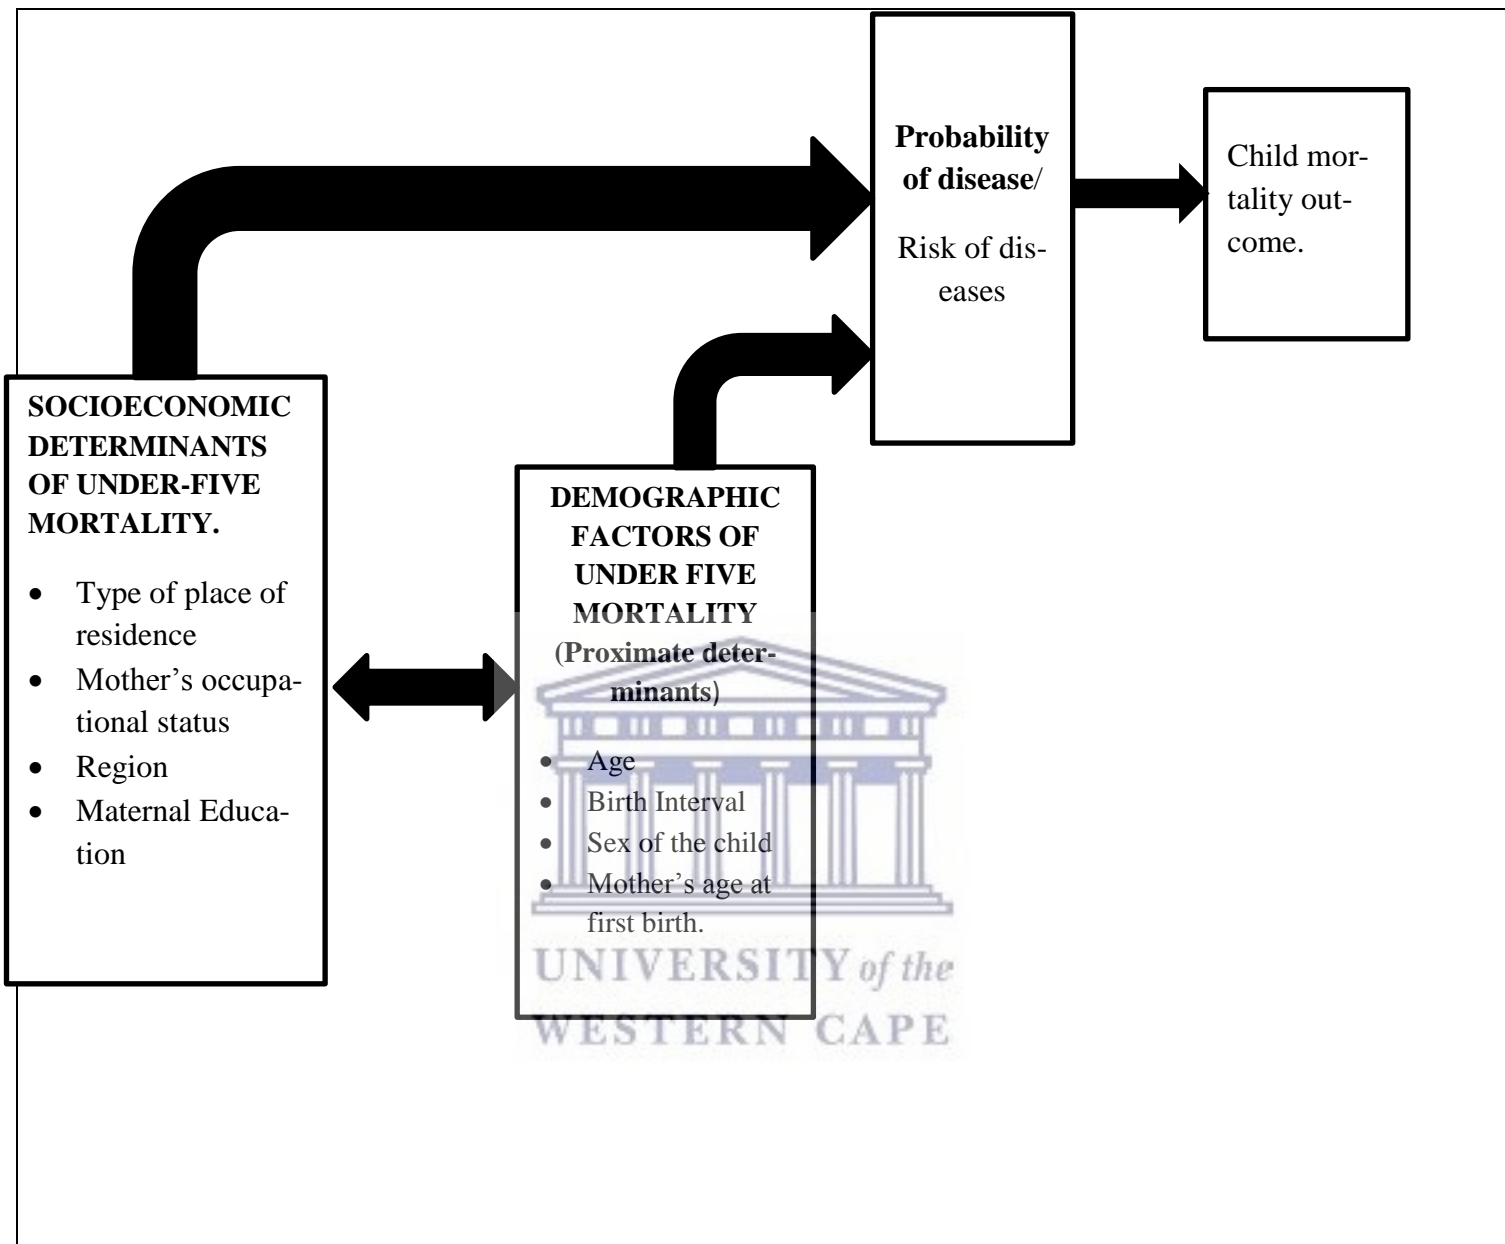 Probability
of disease/
Risk of dis-
eases
Child mor-
tality out-
come.
SOCIOECONOMIC
DETERMINANTS
OF UNDER-FIVE
MORTALITY.
• Type of place of
residence
• Mother’s occupa-
tional status
• Region
• Maternal Educa-
tion
DEMOGRAPHIC
FACTORS OF
UNDER FIVE
MORTALITY
(Proximate deter-
minants)
• Age
• Birth Interval
• Sex of the child
• Mother’s age at
first birth.
UNIVERSITY of the
WESTERN CAPE